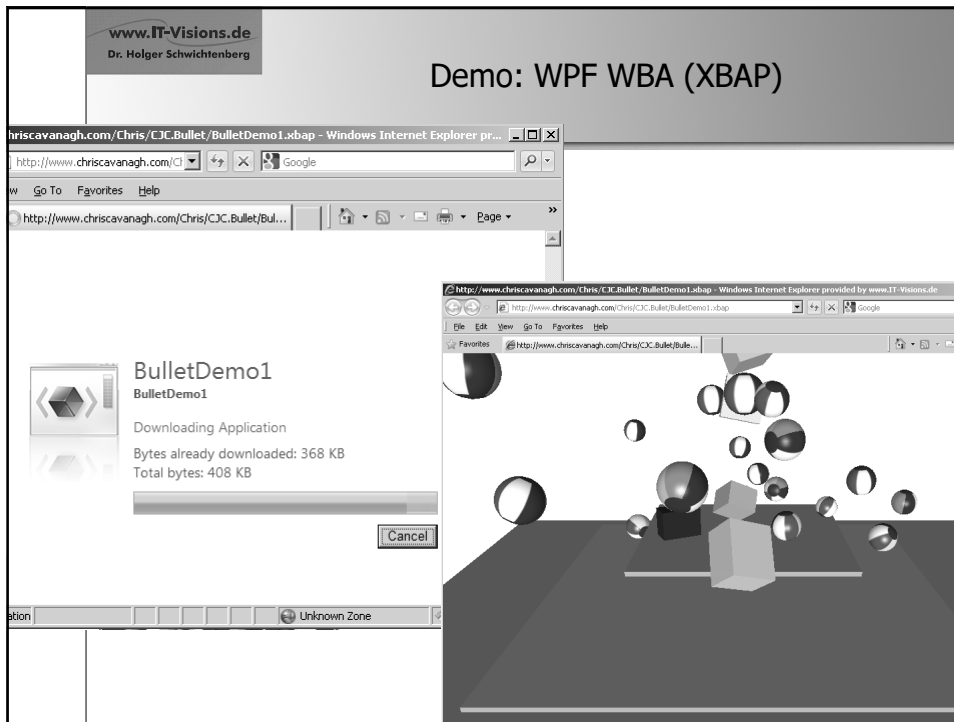 www.IT-Visions.de
Dr. Holger Schwichtenberg
Demo: WPF WBA (XBAP)
hriscavanagh.com/Chris/CJC.Bullet/BulletDemo1.xbap - Windows Internet Explorer pr...
http://www.chriscavanagh.com/Ch
Google
w Go To Favorites Help
http://www.chriscavanagh.com/Chris/CJC.Bullet/Bul...
Page
BulletDemo1
BulletDemo1
Downloading Application
Bytes already downloaded: 368 KB
Total bytes: 408 KB
Cancel
ation
Unknown Zone
http://www.chriscavanagh.com/Chris/CJC.Bullet/BulletDemo1.xbap - Windows Internet Explorer provided by www.IT-Visions.de
http://www.chriscavanagh.com/Chris/CJC.Bullet/BulletDemo1.xbap
Google
File Edit View Go To Favorites Help
Favorites
http://www.chriscavanagh.com/Chris/CJC.Bullet/Bulle...